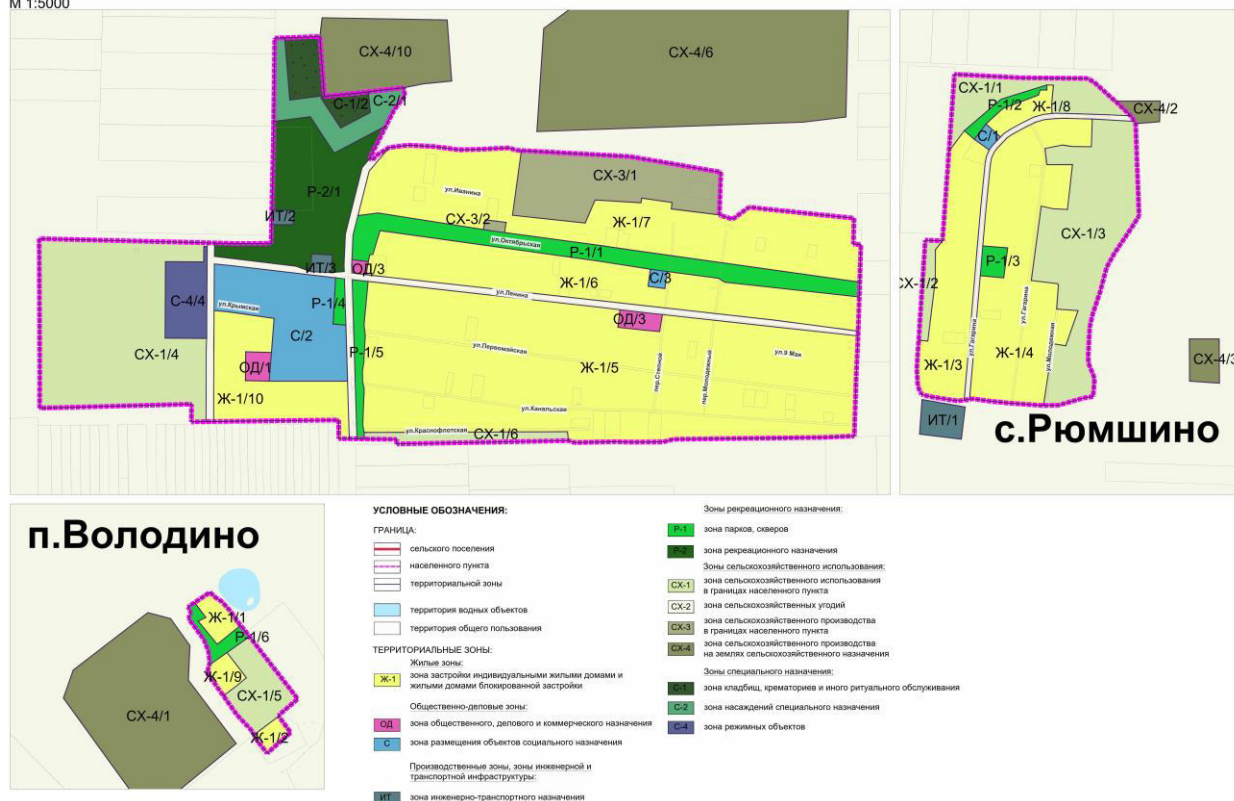 М 1:5000
СХ-4/10
СХ-4/6
С-1/2
С-2/1
Р-2/1
ИТ/2
ул.Иванина
СХ-3/1
СХ-3/2
Ж-1/7
ул.Октябрьская
Р-1/1
ИТ/3
ОД/3
Ж-1/6
С/3
С-4/4
ул.Крымская
Р-1/4
ул.Ленина
ОД/3
С/2
СХ-1/4
Р-1/5
ул.Первомайская
ул.9 Мая
ОД/1
Ж-1/5
пер.Степной
пер.Молодежный
Ж-1/10
ул.Канальская
ул.Краснофлотская
СХ-1/6
СХ-1/1
Р-1/2
Ж-1/8
СХ-4/2
С/1
СХ-1/3
Р-1/3
СХ-1/2
ул.Гагарина
ул.Гагарина
ул.Молодежная
Ж-1/3
Ж-1/4
СХ-4/3
ИТ/1
с.Рюмшино
п.Володино
Ж-1/1
Р-1/6
Ж-1/9
СХ-1/5
СХ-4/1
Ж-1/2
УСЛОВНЫЕ ОБОЗНАЧЕНИЯ:
ГРАНИЦА:
сельского поселения
населенного пункта
территориальной зоны
территория водных объектов
территория общего пользования
ТЕРРИТОРИАЛЬНЫЕ ЗОНЫ:
Жилые зоны:
Ж-1 зона застройки индивидуальными жилыми домами и
жилыми домами блокированной застройки
Общественно-деловые зоны:
ОД зона общественного, делового и коммерческого назначения
С зона размещения объектов социального назначения
Производственные зоны, зоны инженерной и
транспортной инфраструктуры:
ИТ зона инженерно-транспортного назначения
Зоны рекреационного назначения:
Р-1 зона парков, скверов
Р-2 зона рекреационного назначения
Зоны сельскохозяйственного использования:
СХ-1 зона сельскохозяйственного использования
в границах населенного пункта
СХ-2 зона сельскохозяйственных угодий
СХ-3 зона сельскохозяйственного производства
в границах населенного пункта
СХ-4 зона сельскохозяйственного производства
на землях сельскохозяйственного назначения
Зоны специального назначения:
С-1 зона кладбищ, крематориев и иного ритуального обслуживания
С-2 зона насаждений специального назначения
С-4 зона режимных объектов